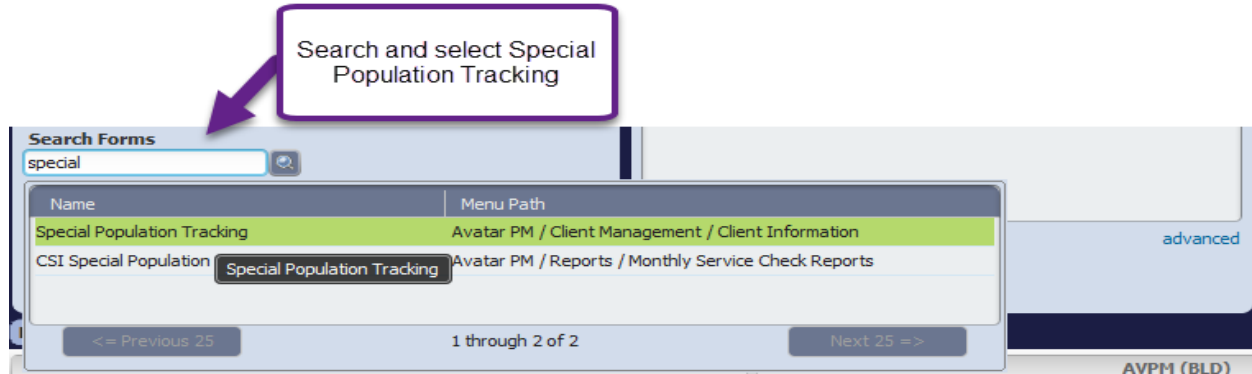 Search and select Special
Population Tracking
Search Forms
special
Name Menu Path
Special Population Tracking Avatar PM / Client Management / Client Information
CSI Special Population Avatar PM / Reports / Monthly Service Check Reports
Special Population Tracking
advanced
<= Previous 25 1 through 2 of 2 Next 25 =>
AVPM (BLD)